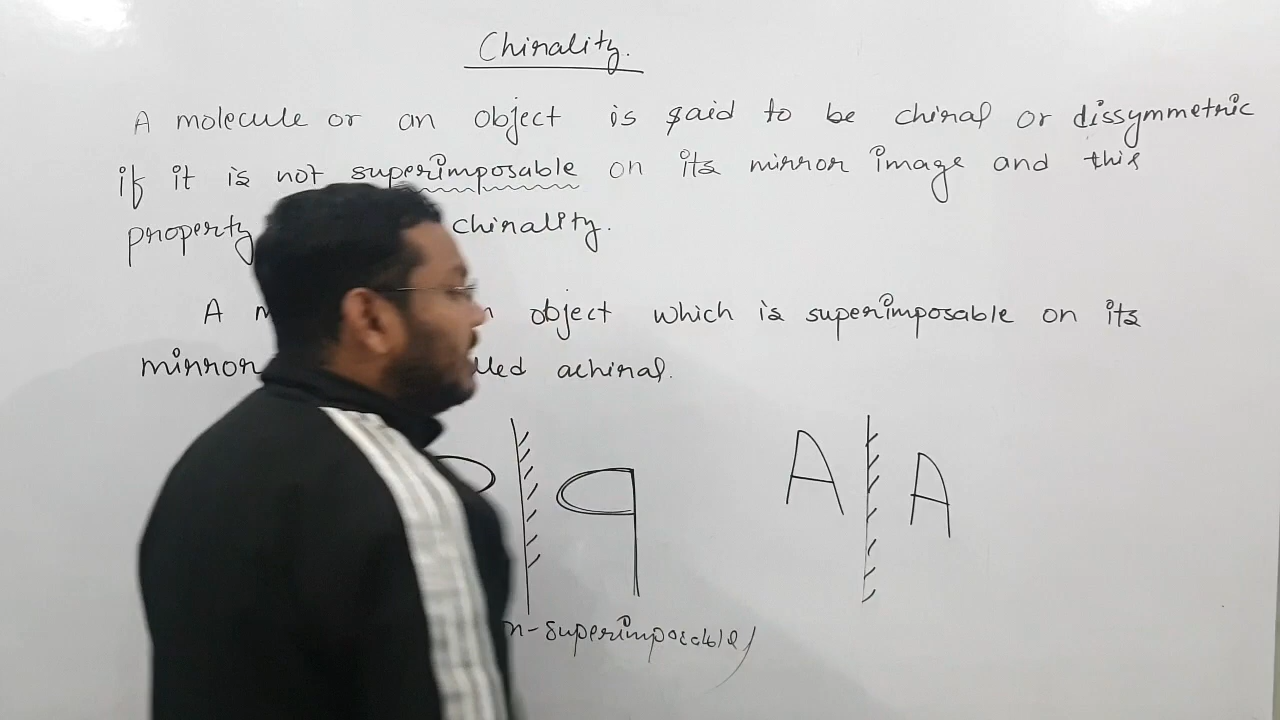 Chirality.
A molecule or an object is said to be chiral or dissymmetric
if it is not superimposable on its mirror image and this
property chirality.
A object which is superimposable on its
mirror achiral.
A A
superimposable)